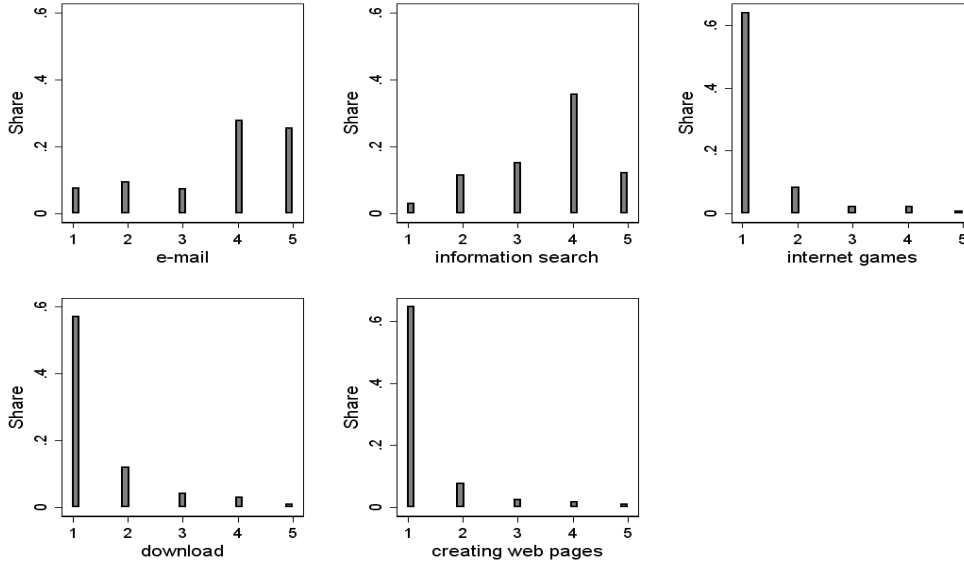 Share
.6
.4
.2
0
1 2 3 4 5
e-mail
Share
.6
.4
.2
0
1 2 3 4 5
information search
Share
.6
.4
.2
0
1 2 3 4 5
internet games
Share
.6
.4
.2
0
1 2 3 4 5
download
Share
.6
.4
.2
0
1 2 3 4 5
creating web pages